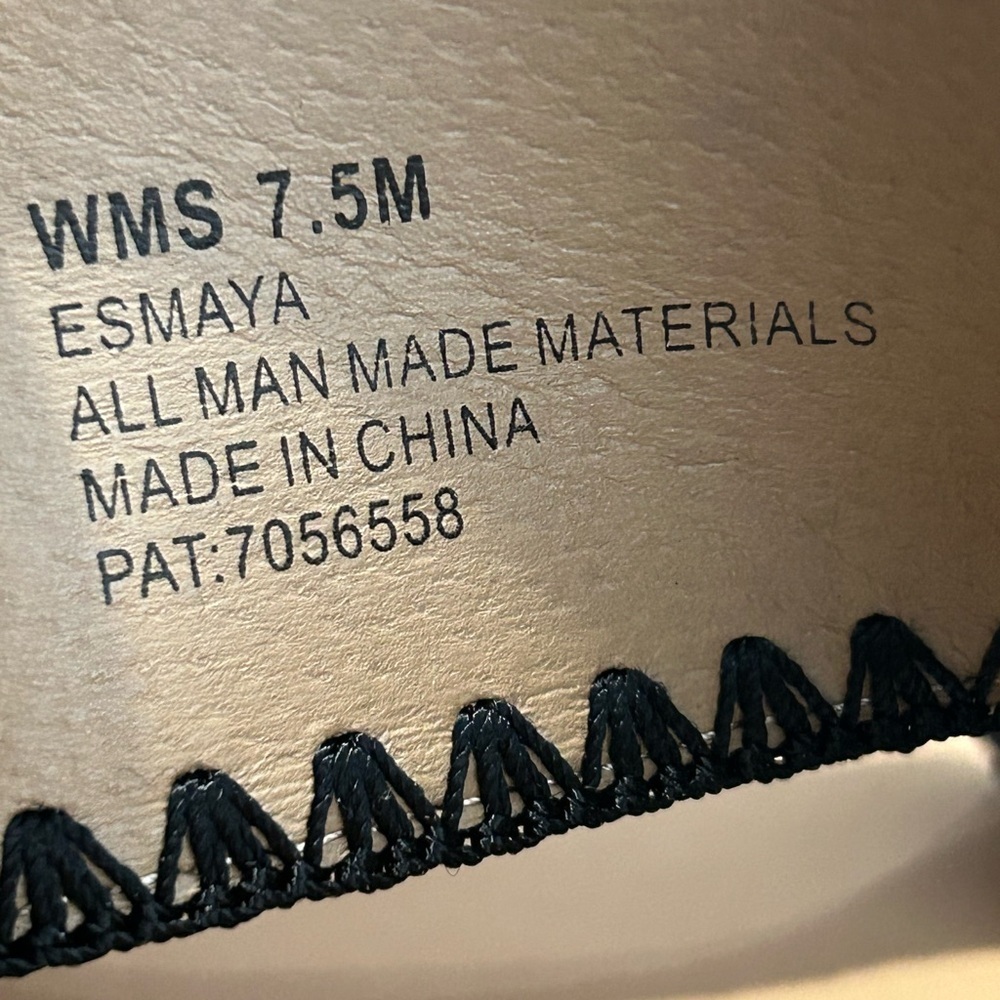 WMS 7.5M
ESMAYA
ALL MAN MADE MATERIALS
MADE IN CHINA
PAT:7056558